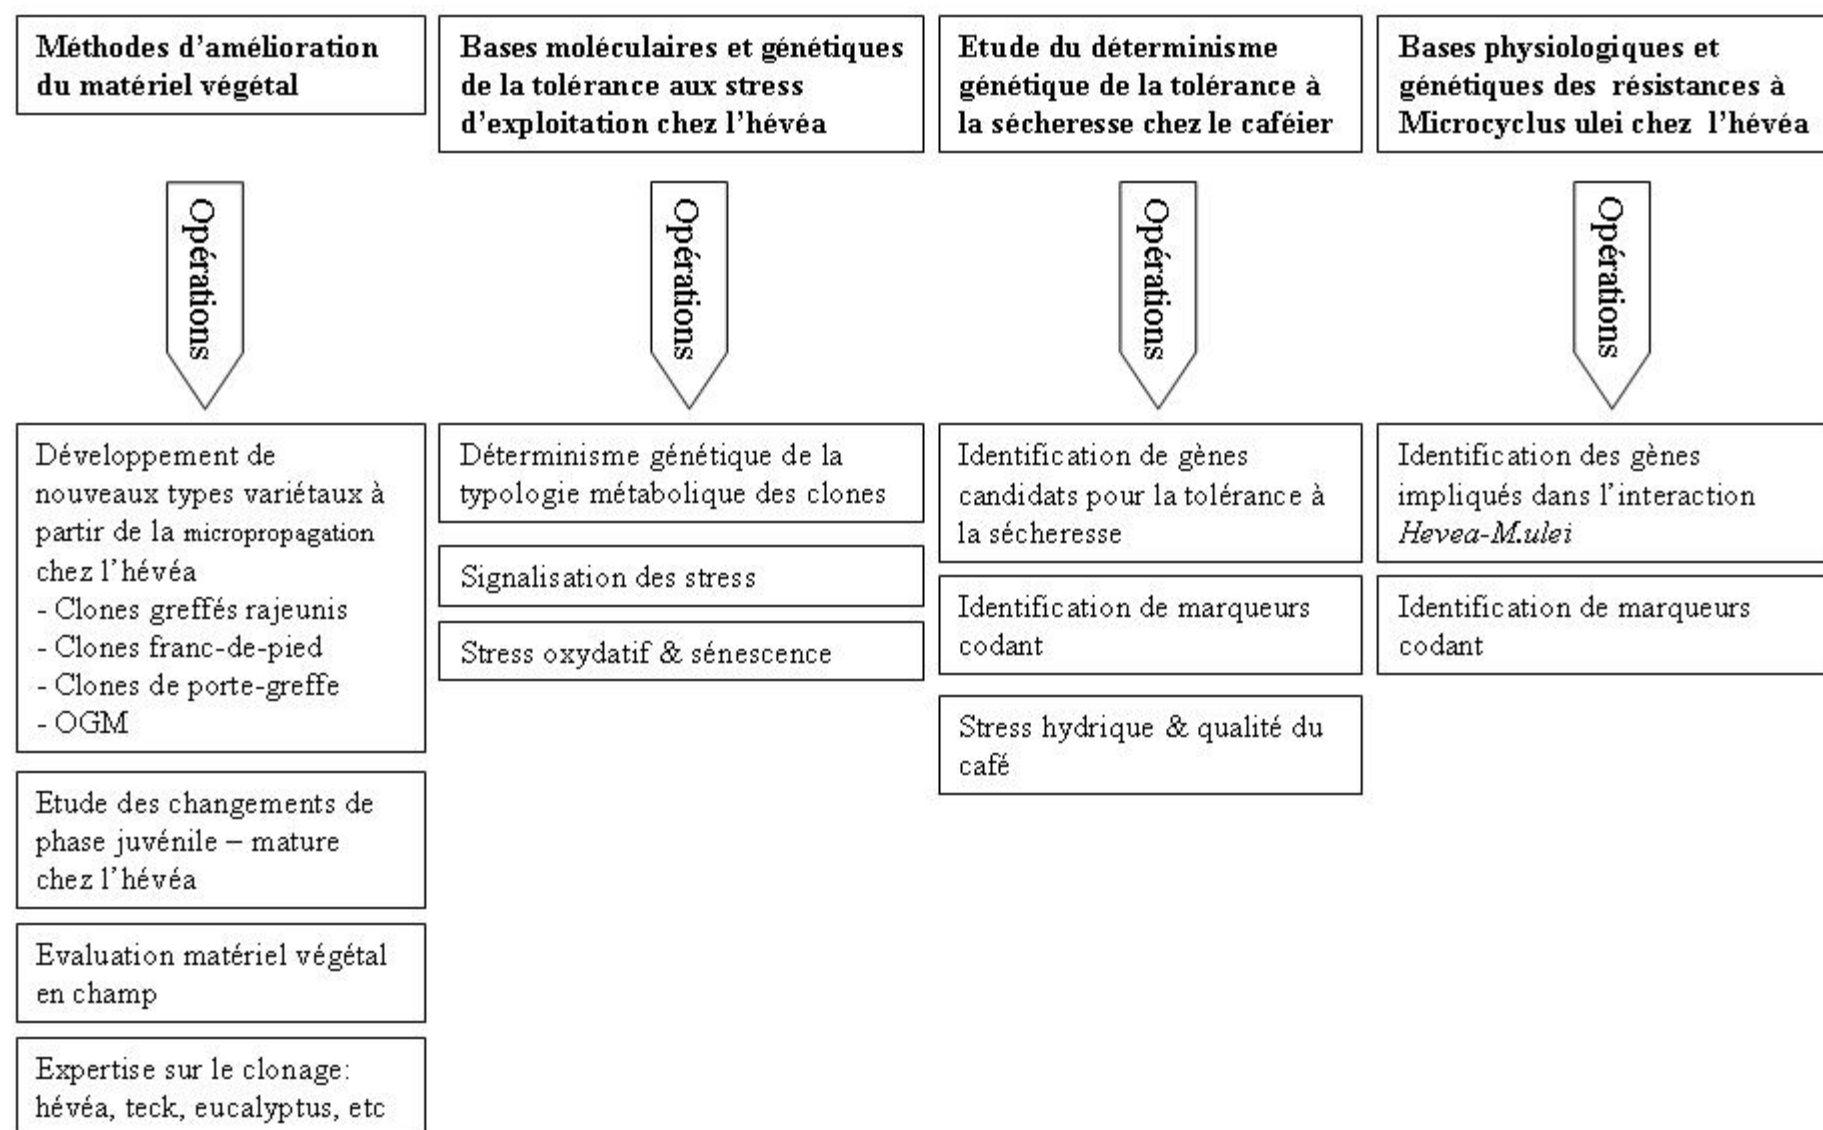 Méthodes d’amélioration
du matériel végétal
Bases moléculaires et génétiques
de la tolérance aux stress
d’exploitation chez l’hévéa
Etude du déterminisme
génétique de la tolérance à
la sécheresse chez le caféier
Bases physiologiques et
génétiques des résistances à
Microcyclus ulei chez l’hévéa
Opérations
Opérations
Opérations
Opérations
Développement de
nouveaux types variétaux à
partir de la micropropagation
chez l’hévéa
- Clones greffés rajeunis
- Clones franc-de-pied
- Clones de porte-greffe
- OGM
Etude des changements de
phase juvénile – mature
chez l’hévéa
Evaluation matériel végétal
en champ
Expertise sur le clonage:
hévéa, teck, eucalyptus, etc
Déterminisme génétique de la
typologie métabolique des clones
Signalisation des stress
Stress oxydatif & sénescence
Identification de gènes
candidats pour la tolérance à
la sécheresse
Identification de marqueurs
codant
Stress hydrique & qualité du
café
Identification des gènes
impliqués dans l’interaction
Hevea-M.ulei
Identification de marqueurs
codant